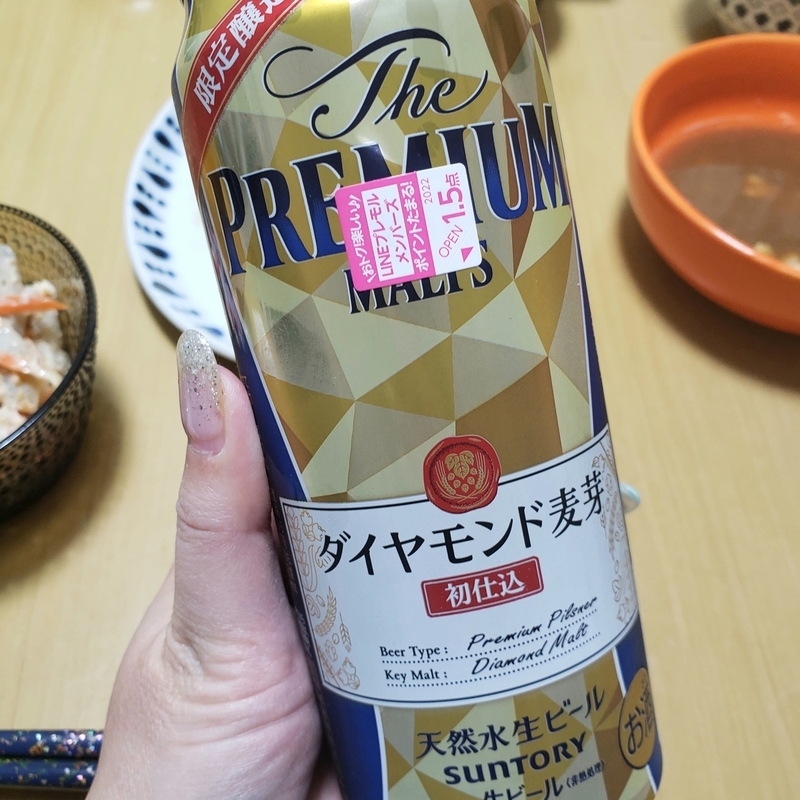 限定醸造
The
PREMIUM
MALT'S
おトク!楽しい♪
LINEプレモル
メンバーズ
ポイントたまる!
2022
OPEN 1.5点
ダイヤモンド麦芽
初仕込
Beer Type : Premium Pilsner
Key Malt : Diamond Malt
天然水生ビール
SUNTORY
生ビール(非熱処理)
お酒